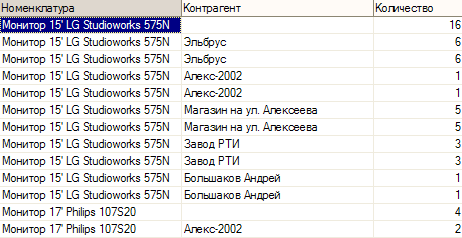 Номенклатура Контрагент Количество
Монитор 15' LG Studioworks 575N 16
Монитор 15' LG Studioworks 575N Эльбрус 6
Монитор 15' LG Studioworks 575N Эльбрус 6
Монитор 15' LG Studioworks 575N Алекс-2002 1
Монитор 15' LG Studioworks 575N Алекс-2002 1
Монитор 15' LG Studioworks 575N Магазин на ул. Алексеева 5
Монитор 15' LG Studioworks 575N Магазин на ул. Алексеева 5
Монитор 15' LG Studioworks 575N Завод РТИ 3
Монитор 15' LG Studioworks 575N Завод РТИ 3
Монитор 15' LG Studioworks 575N Большаков Андрей 1
Монитор 15' LG Studioworks 575N Большаков Андрей 1
Монитор 17' Philips 107S20 4
Монитор 17' Philips 107S20 Алекс-2002 2